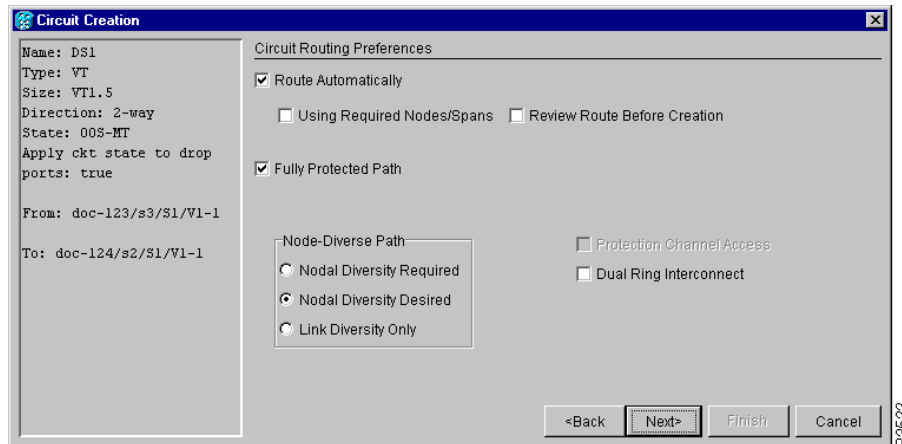 Circuit Creation
Name: DS1
Type: VT
Size: VT1.5
Direction: 2-way
State: OOS-MT
Apply ckt state to drop
ports: true
From: doc-123/s3/S1/V1-1
To: doc-124/s2/S1/V1-1
Circuit Routing Preferences
Route Automatically
Using Required Nodes/Spans
Review Route Before Creation
Fully Protected Path
Node-Diverse Path
Nodal Diversity Required
Nodal Diversity Desired
Link Diversity Only
Protection Channel Access
Dual Ring Interconnect
<Back
Next>
Finish
Cancel